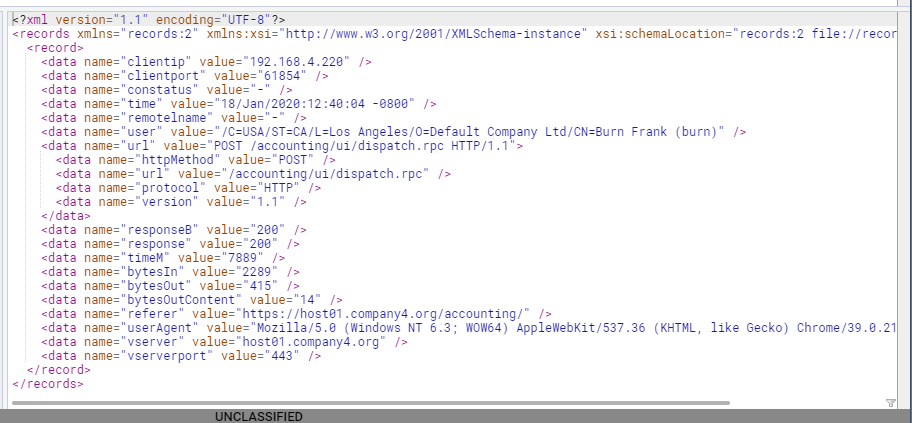 <?xml version="1.1" encoding="UTF-8"?>
<records xmlns="records:2" xmlns:xsi="http://www.w3.org/2001/XMLSchema-instance" xsi:schemaLocation="records:2 file://recor
<record>
<data name="clientip" value="192.168.4.220" />
<data name="clientport" value="61854" />
<data name="constatus" value="-" />
<data name="time" value="18/Jan/2020:12:40:04 -0800" />
<data name="remotelname" value="-" />
<data name="user" value="/C=USA/ST=CA/L=Los Angeles/O=Default Company Ltd/CN=Burn Frank (burn)" />
<data name="url" value="POST /accounting/ui/dispatch.rpc HTTP/1.1">
<data name="httpMethod" value="POST" />
<data name="url" value="/accounting/ui/dispatch.rpc" />
<data name="protocol" value="HTTP" />
<data name="version" value="1.1" />
</data>
<data name="responseB" value="200" />
<data name="response" value="200" />
<data name="timeM" value="7889" />
<data name="bytesIn" value="2289" />
<data name="bytesOut" value="415" />
<data name="bytesOutContent" value="14" />
<data name="referer" value="https://host01.company4.org/accounting/" />
<data name="userAgent" value="Mozilla/5.0 (Windows NT 6.3; WOW64) AppleWebKit/537.36 (KHTML, like Gecko) Chrome/39.0.21
<data name="vserver" value="host01.company4.org" />
<data name="vserverport" value="443" />
</record>
</records>
UNCLASSIFIED